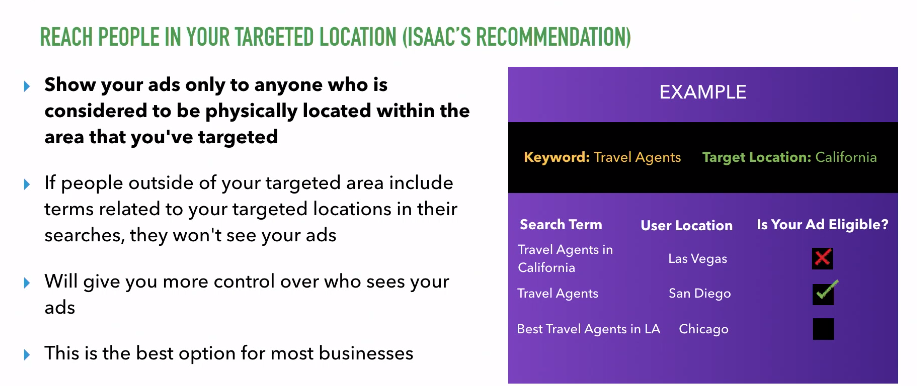 REACH PEOPLE IN YOUR TARGETED LOCATION (ISAAC'S RECOMMENDATION)
Show your ads only to anyone who is
considered to be physically located within the
area that you've targeted
If people outside of your targeted area include
terms related to your targeted locations in their
searches, they won't see your ads
Will give you more control over who sees your
ads
This is the best option for most businesses
EXAMPLE
Keyword: Travel Agents Target Location: California
Search Term User Location Is Your Ad Eligible?
Travel Agents in
California Las Vegas
Travel Agents San Diego
Best Travel Agents in LA Chicago